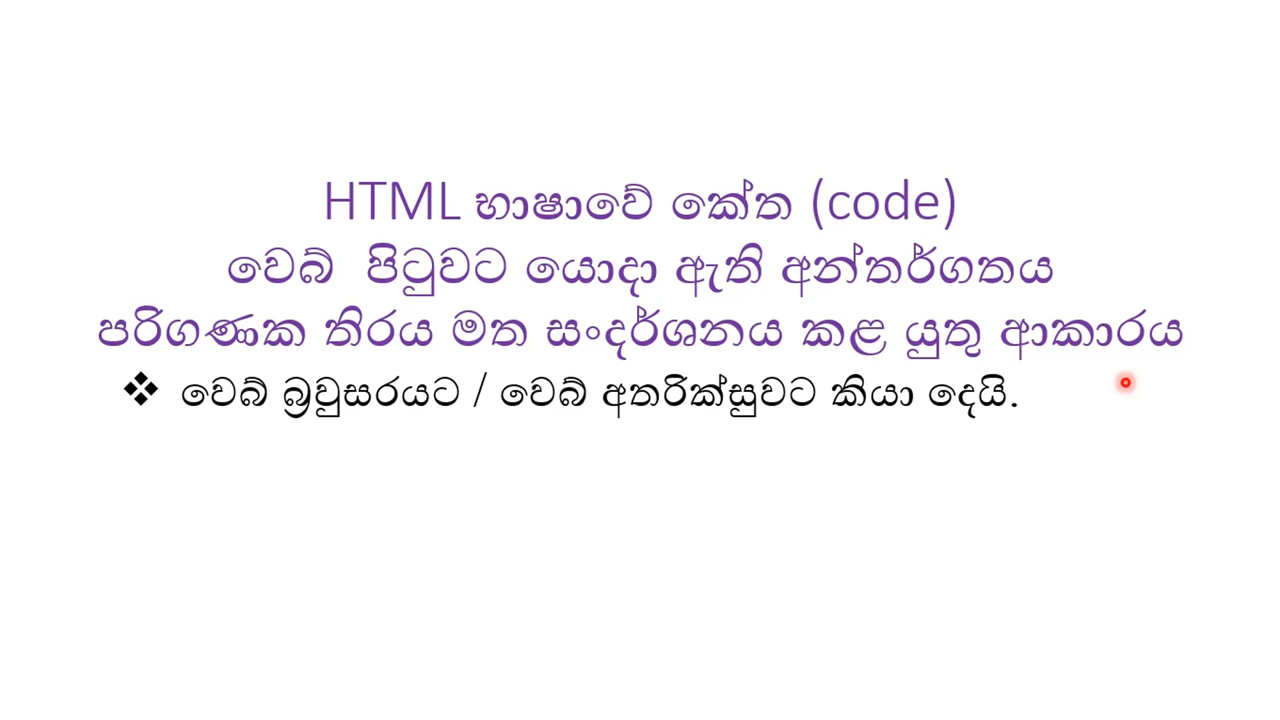 HTML භාෂාවේ කේත (code)
වෙබ් පිටුවට යොදා ඇති අන්තර්ගතය
පරිගණක තිරය මත සංදර්ශනය කළ යුතු ආකාරය
❖ වෙබ් බ්‍රවුසරයට / වෙබ් අතරික්සුවට කියා දෙයි.